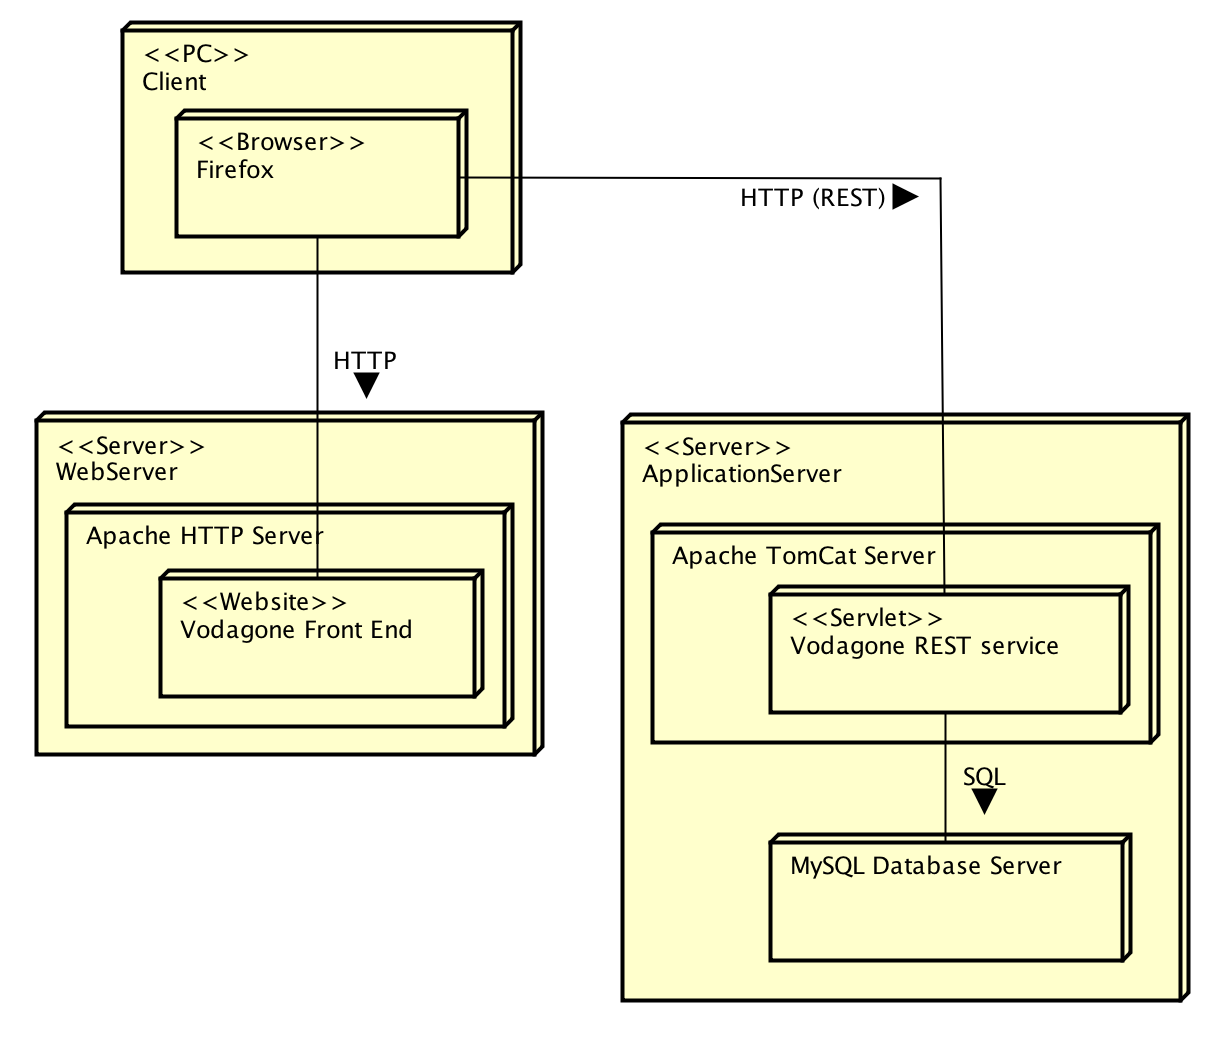 <<PC>>
Client
<<Browser>>
Firefox
HTTP (REST)
HTTP
<<Server>>
WebServer
Apache HTTP Server
<<Website>>
Vodagone Front End
<<Server>>
ApplicationServer
Apache TomCat Server
<<Servlet>>
Vodagone REST service
SQL
MySQL Database Server